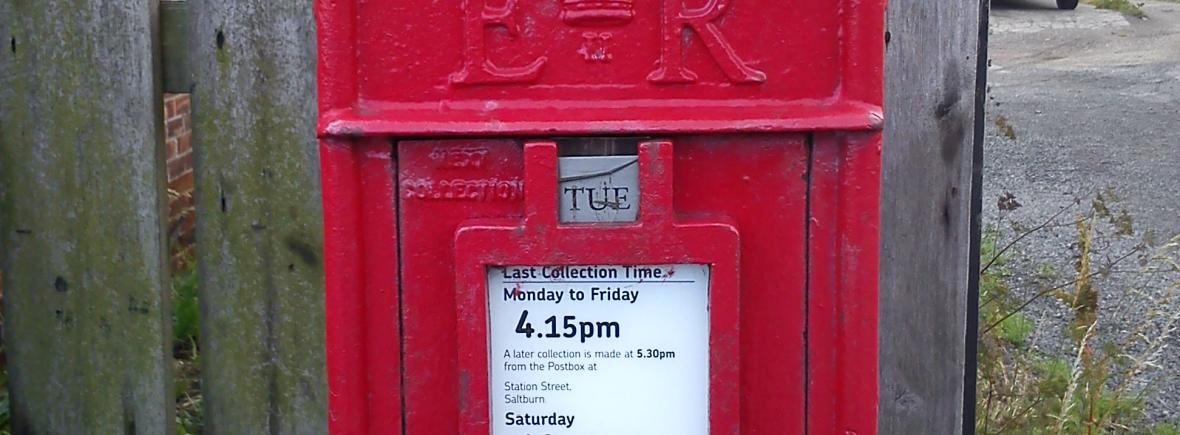 E II R
NEXT
COLLECTION
TUE
Last Collection Time
Monday to Friday
4.15pm
A later collection is made at 5.30pm
from the Postbox at
Station Street,
Saltburn
Saturday